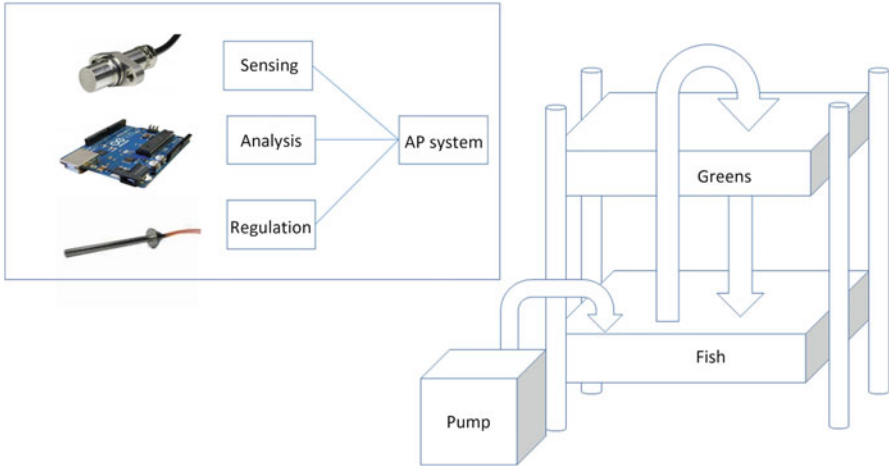 Sensing
Analysis
AP system
Regulation
Greens
Fish
Pump